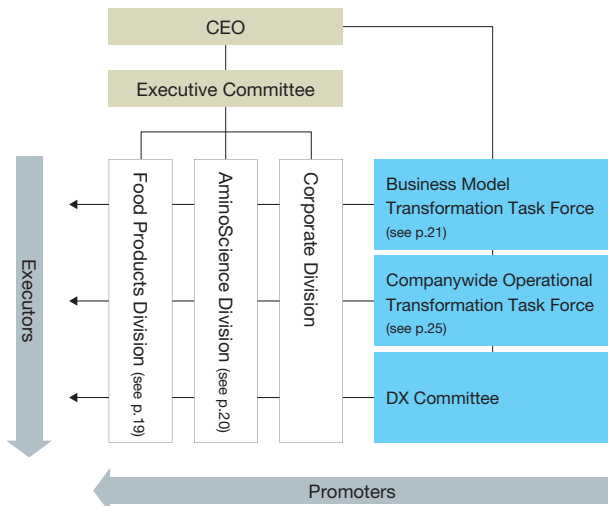 CEO
Executive Committee
Executors
Food Products Division (see p.19)
AminoScience Division (see p.20)
Corporate Division
Business Model
Transformation Task Force
(see p.21)
Companywide Operational
Transformation Task Force
(see p.25)
DX Committee
Promoters